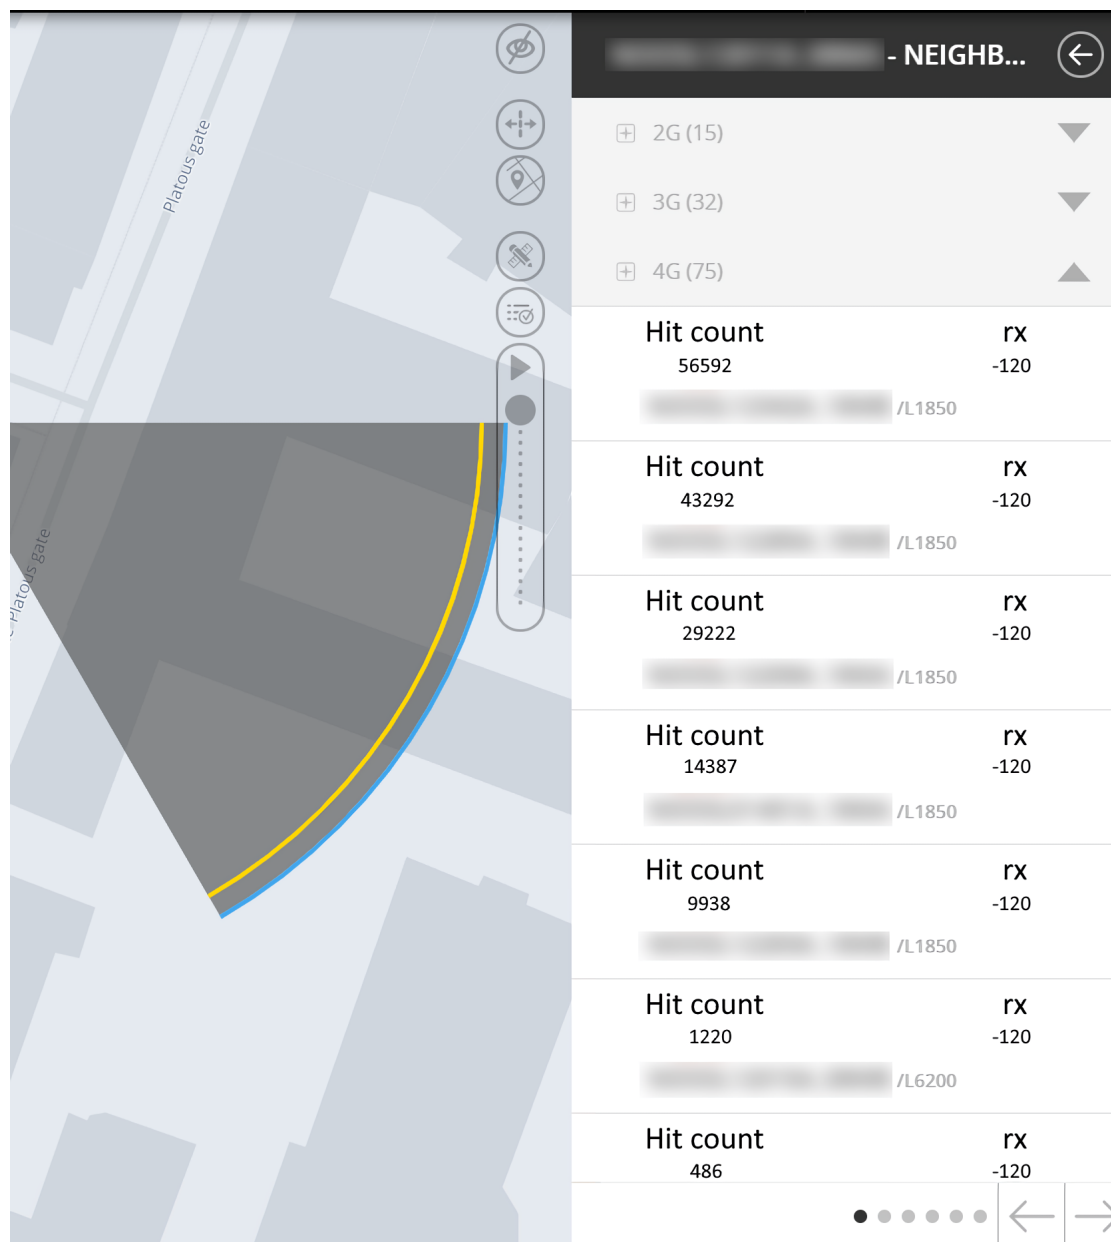 - NEIGHB...
2G (15)
3G (32)
4G (75)
Hit count rx
56592 -120
/L1850
Hit count rx
43292 -120
/L1850
Hit count rx
29222 -120
/L1850
Hit count rx
14387 -120
/L1850
Hit count rx
9938 -120
/L1850
Hit count rx
1220 -120
/L6200
Hit count rx
486 -120
Platous gate
Platous gate